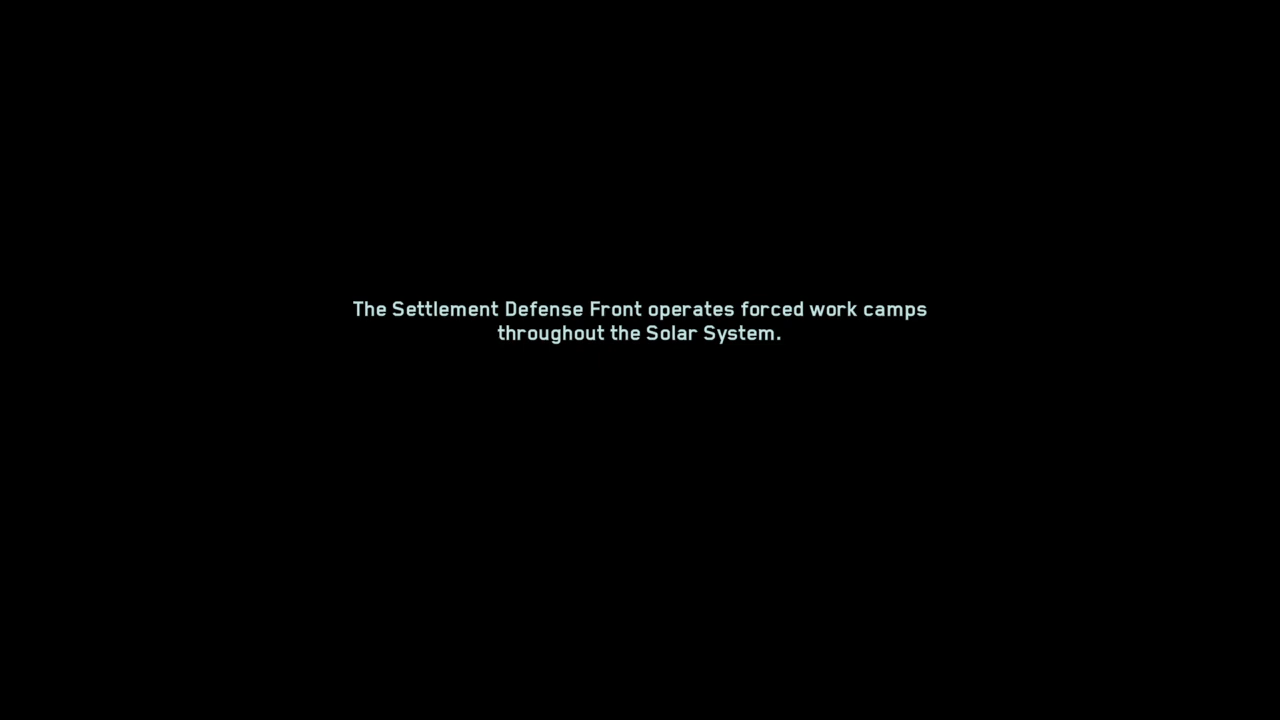 The Settlement Defense Front operates forced work camps
throughout the Solar System.